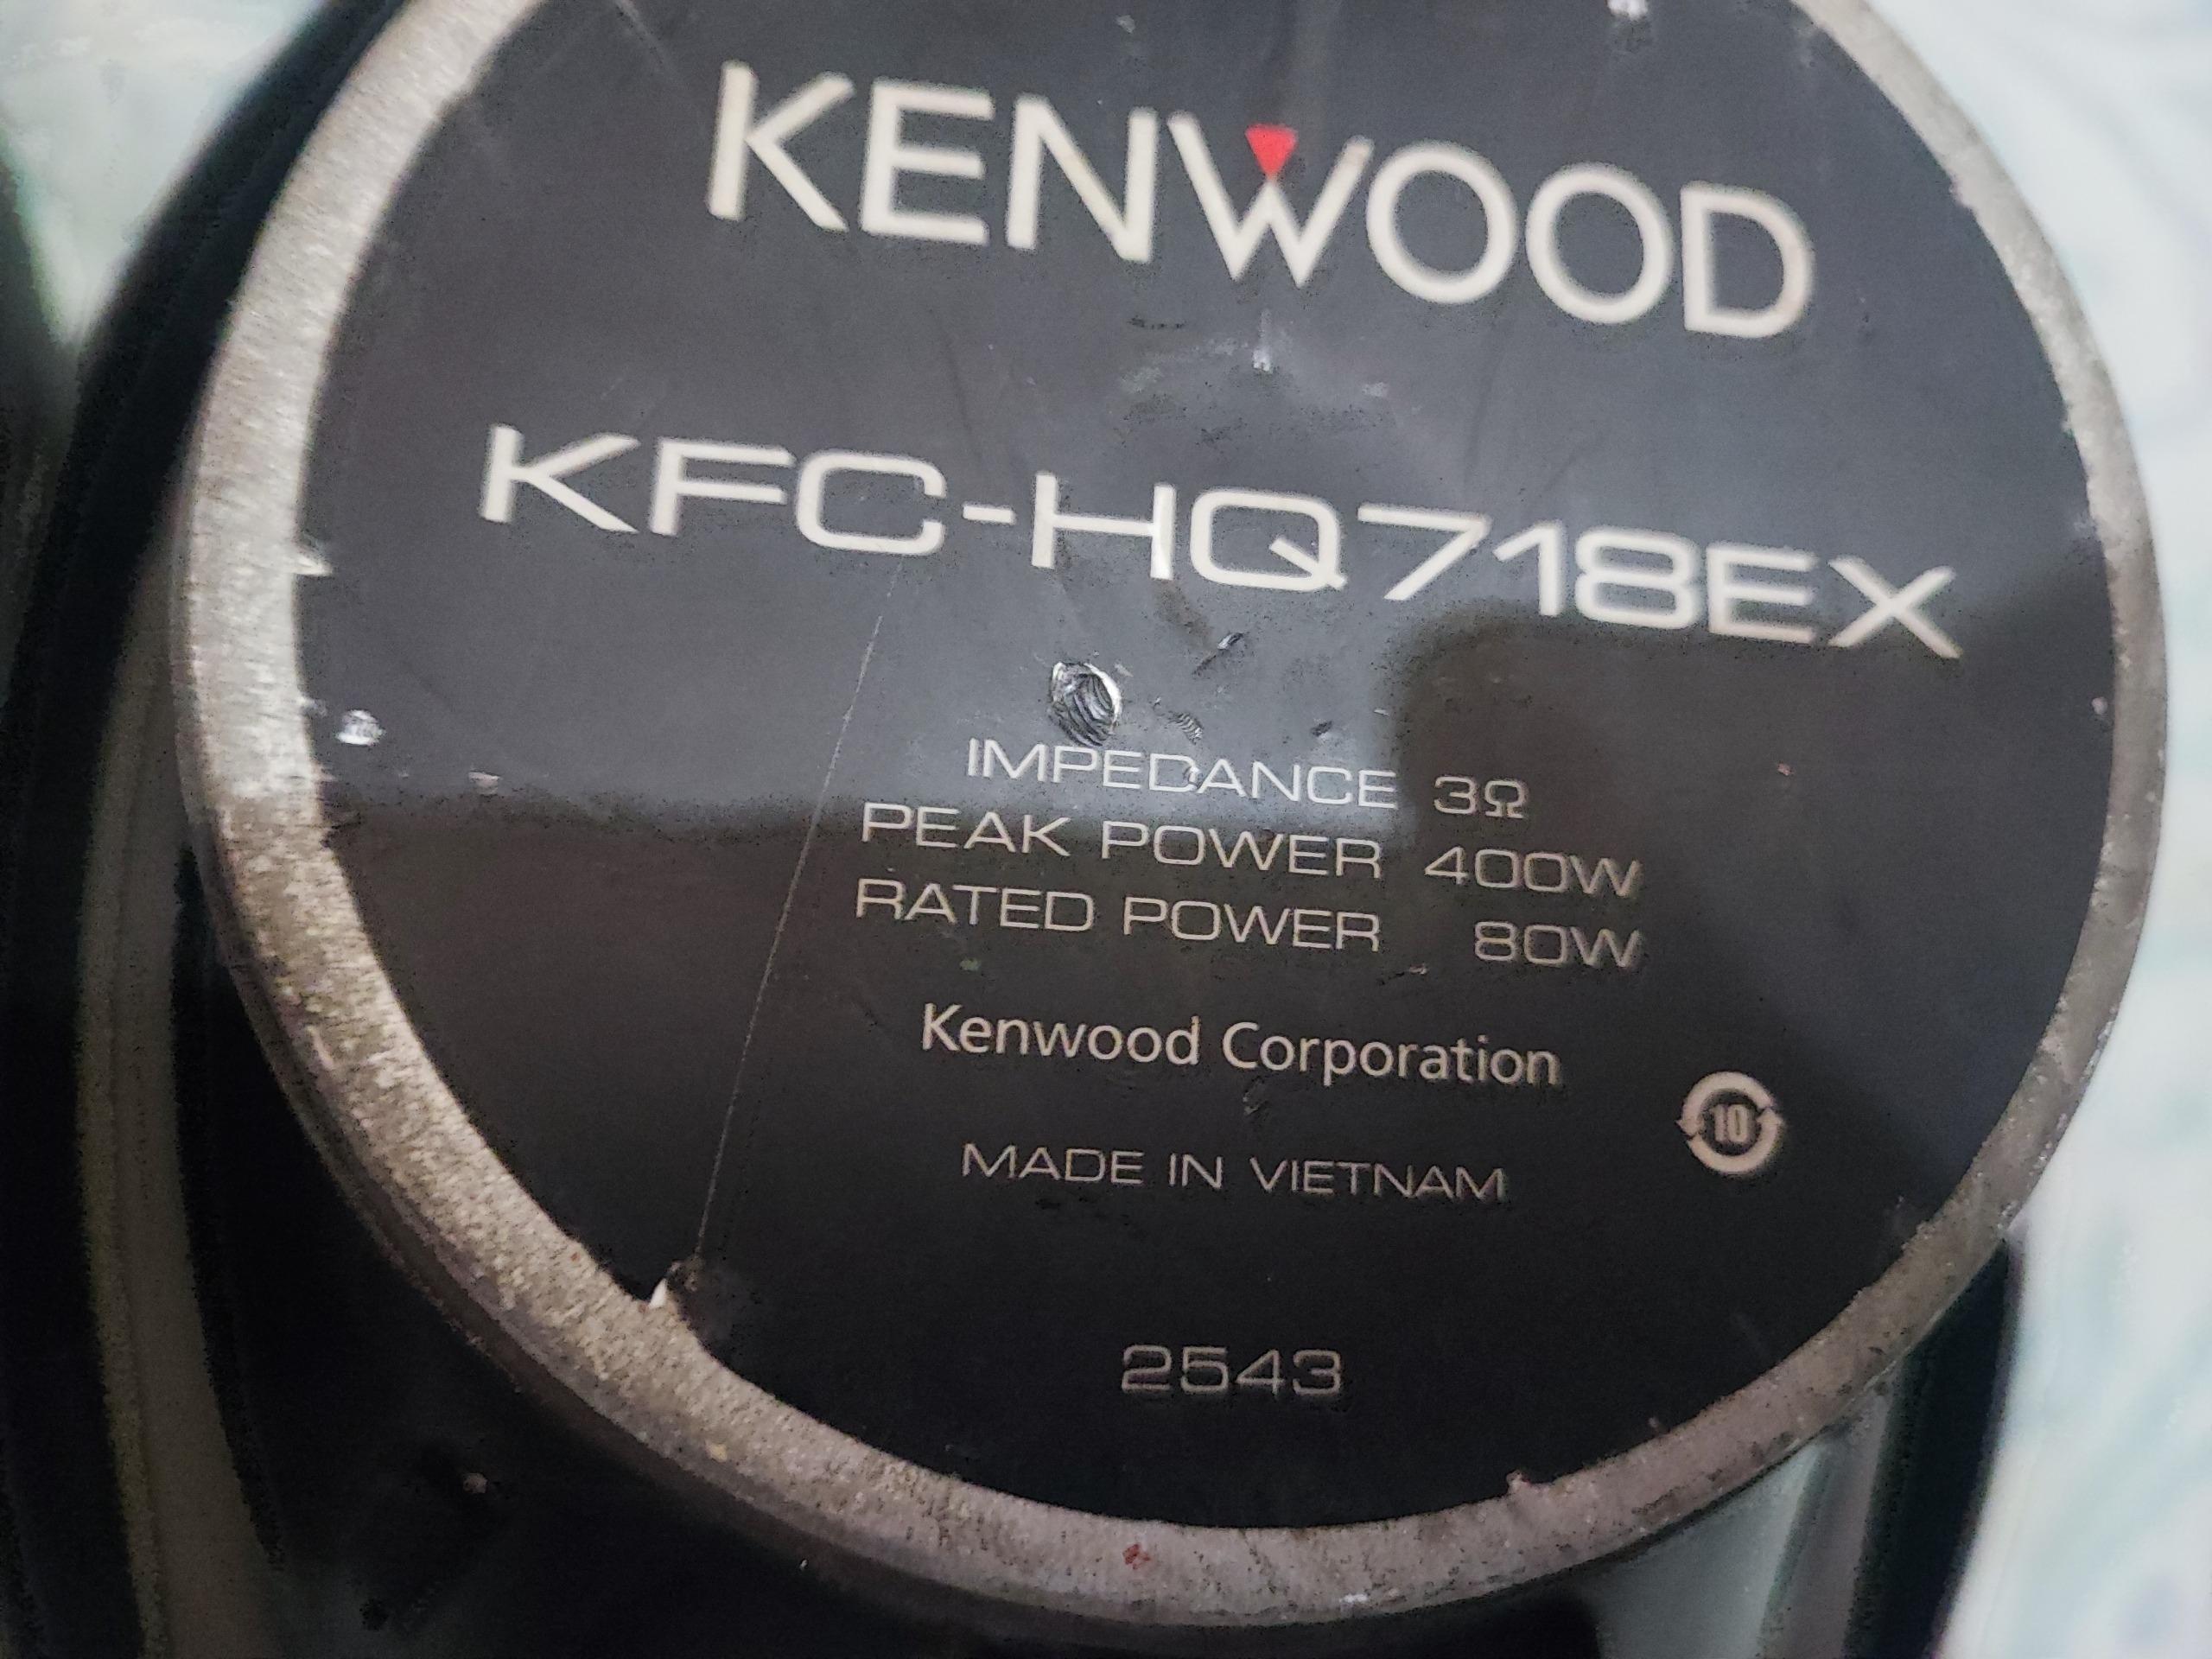 KENWOOD
KFC-HQ718EX
IMPEDANCE 3Ω
PEAK POWER 400W
RATED POWER 80W
Kenwood Corporation
10
MADE IN VIETNAM
2543